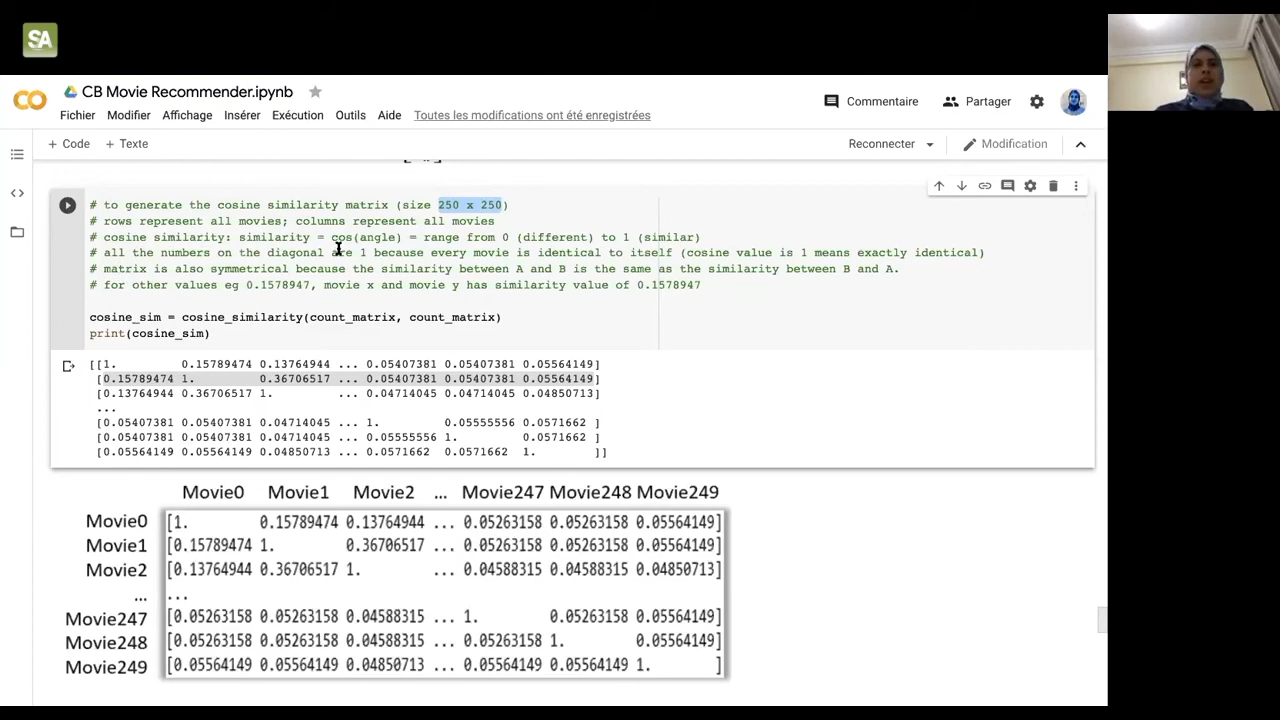 SA
CB Movie Recommender.ipynb
Commentaire
Partager
Fichier Modifier Affichage Insérer Exécution Outils Aide Toutes les modifications ont été enregistrées
+ Code + Texte
Reconnecter
Modification
# to generate the cosine similarity matrix (size 250 x 250)
# rows represent all movies; columns represent all movies
# cosine similarity: similarity = cos(angle) = range from 0 (different) to 1 (similar)
# all the numbers on the diagonal are 1 because every movie is identical to itself (cosine value is 1 means exactly identical)
# matrix is also symmetrical because the similarity between A and B is the same as the similarity between B and A.
# for other values eg 0.1578947, movie x and movie y has similarity value of 0.1578947
cosine_sim = cosine_similarity(count_matrix, count_matrix)
print(cosine_sim)
[[1. 0.15789474 0.13764944 ... 0.05407381 0.05407381 0.05564149]
[0.15789474 1. 0.36706517 ... 0.05407381 0.05407381 0.05564149]
[0.13764944 0.36706517 1. ... 0.04714045 0.04714045 0.04850713]
...
[0.05407381 0.05407381 0.04714045 ... 1. 0.05555556 0.0571662 ]
[0.05407381 0.05407381 0.04714045 ... 0.05555556 1. 0.0571662 ]
[0.05564149 0.05564149 0.04850713 ... 0.0571662 0.0571662 1. ]]
Movie0 Movie1 Movie2 ... Movie247 Movie248 Movie249
Movie0 [1. 0.15789474 0.13764944 ... 0.05263158 0.05263158 0.05564149]
Movie1 [0.15789474 1. 0.36706517 ... 0.05263158 0.05263158 0.05564149]
Movie2 [0.13764944 0.36706517 1. ... 0.04588315 0.04588315 0.04850713]
... ...
Movie247 [0.05263158 0.05263158 0.04588315 ... 1. 0.05263158 0.05564149]
Movie248 [0.05263158 0.05263158 0.04588315 ... 0.05263158 1. 0.05564149]
Movie249 [0.05564149 0.05564149 0.04850713 ... 0.05564149 0.05564149 1. ]